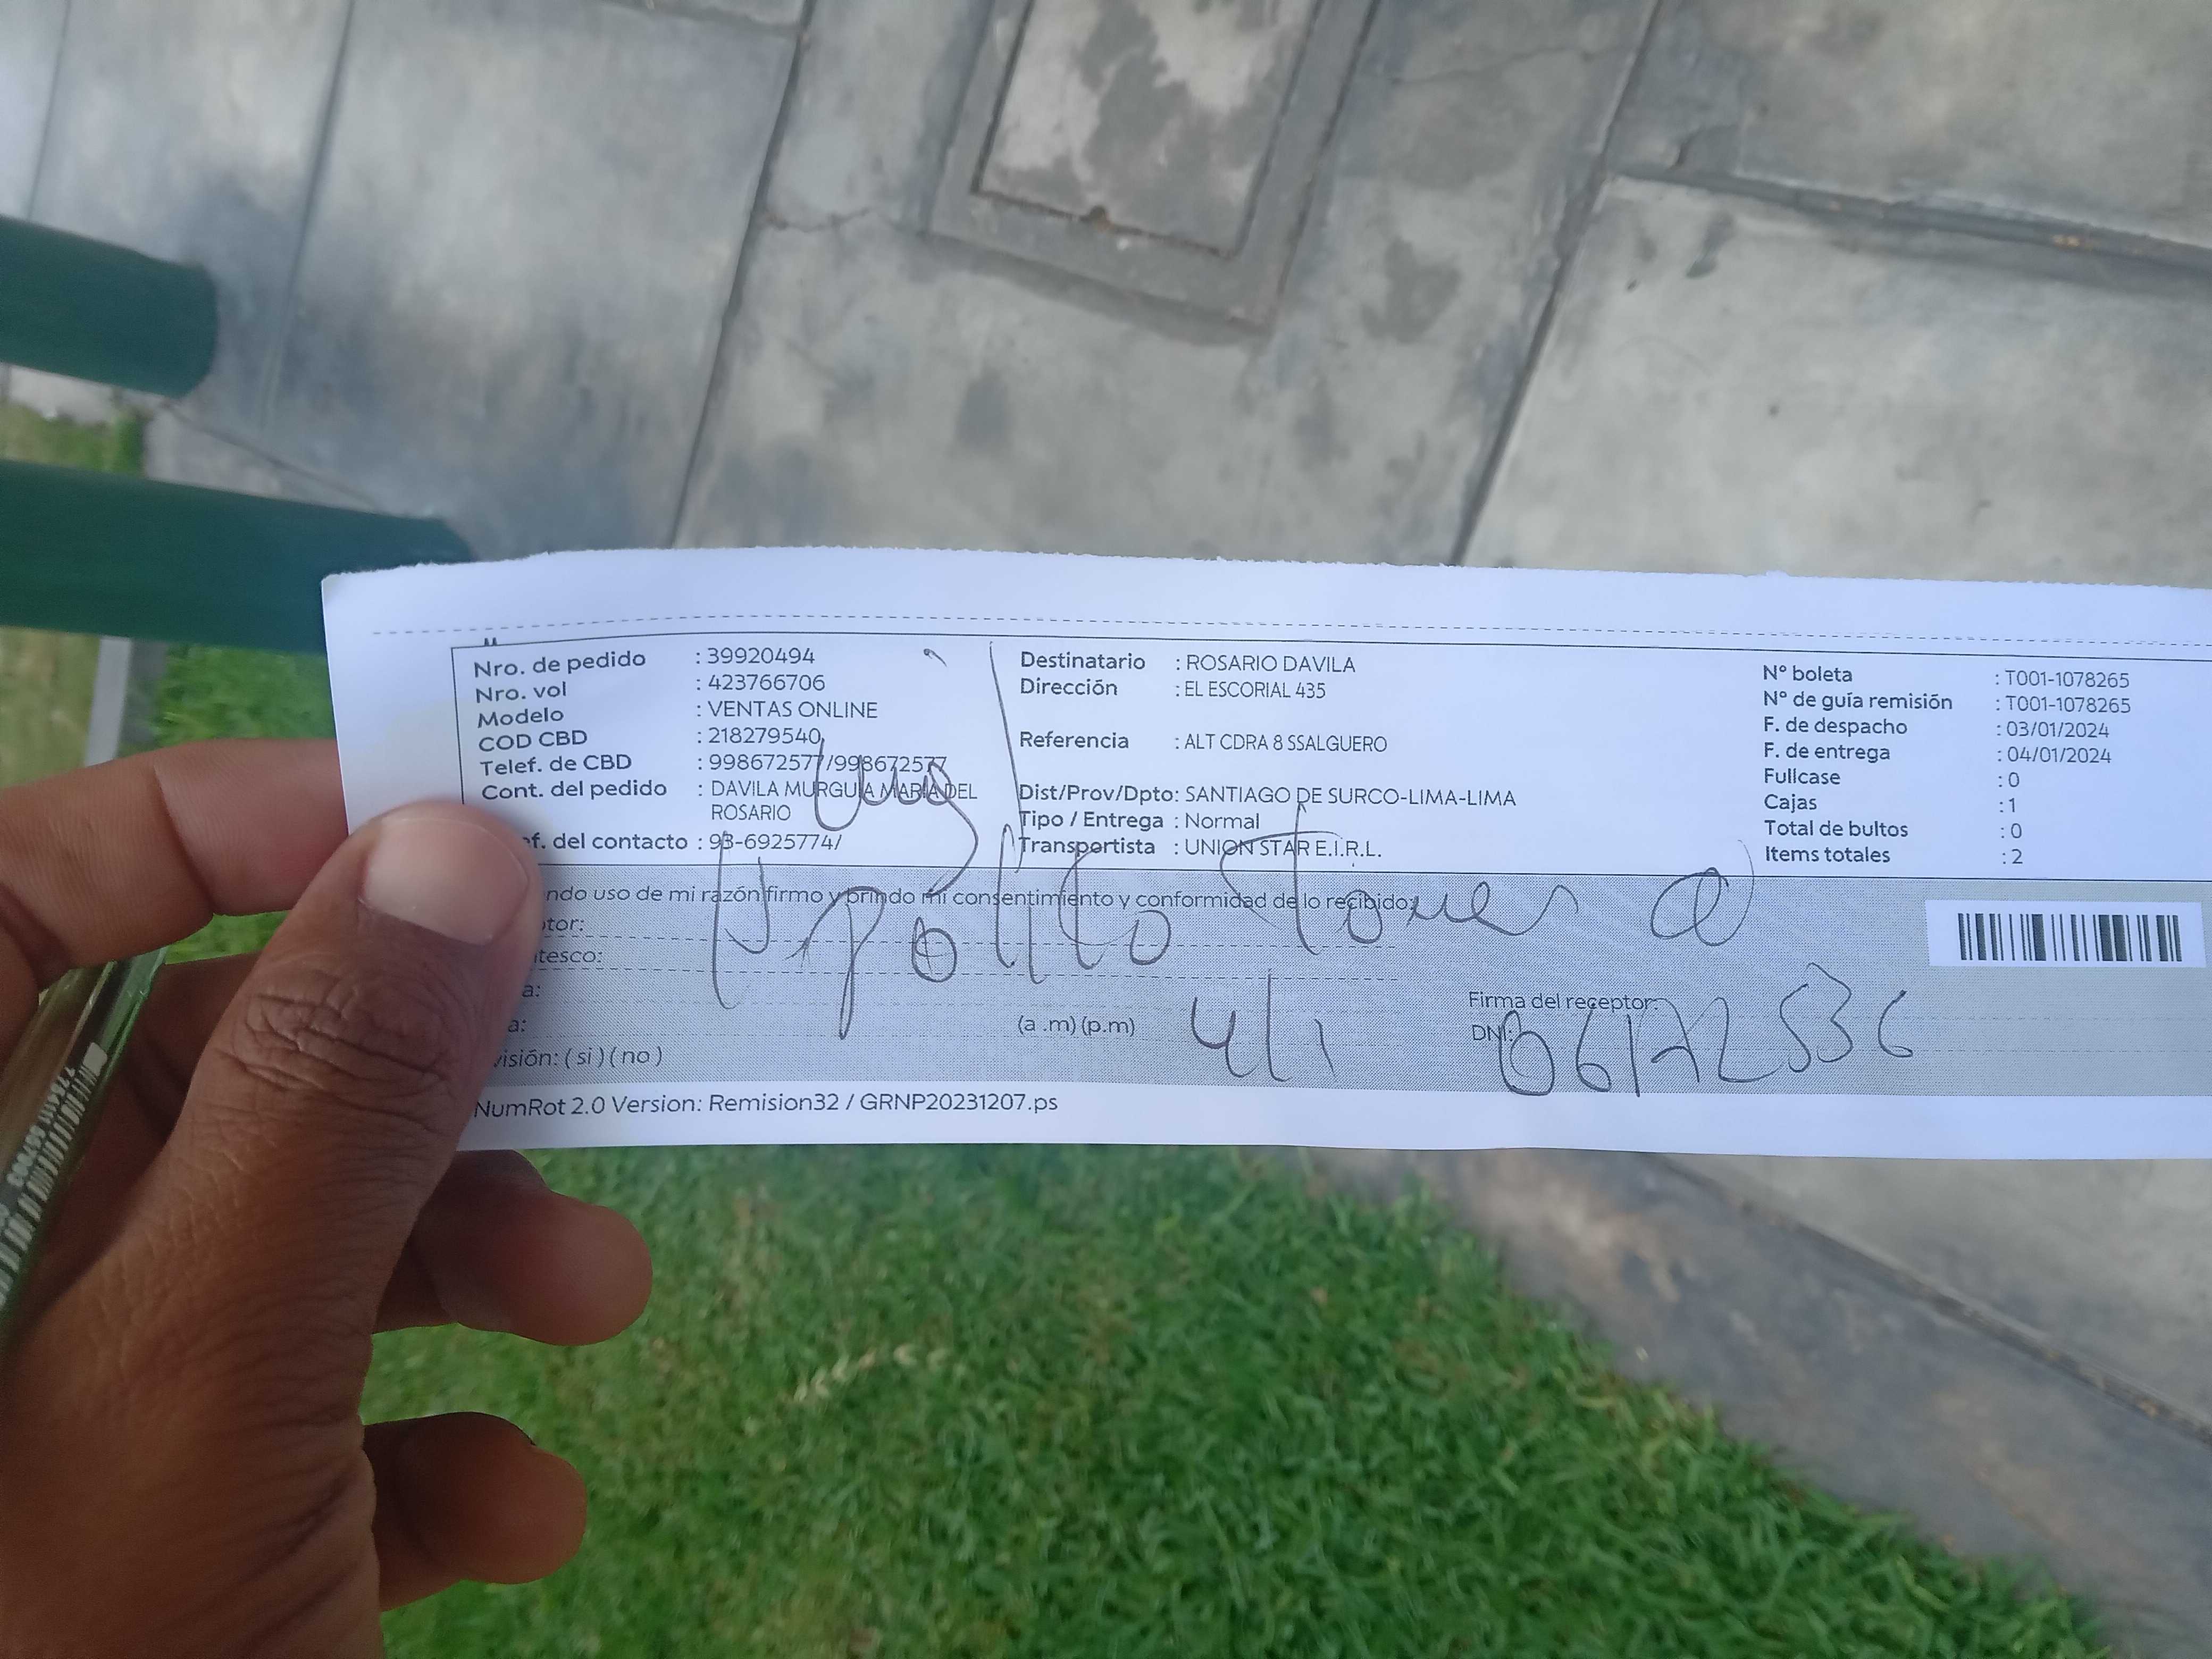 Nro. de pedido : 39920494
Nro. vol : 423766706
Modelo : VENTAS ONLINE
COD CBD : 218279540
Telef. de CBD : 998672577/998672577
Cont. del pedido : DAVILA MURGUIA MARIA DEL
ROSARIO
ef. del contacto : 93-6925774/
Destinatario : ROSARIO DAVILA
Dirección : EL ESCORIAL 435
Referencia : ALT CDRA 8 SSALGUERO
Dist/Prov/Dpto: SANTIAGO DE SURCO-LIMA-LIMA
Tipo / Entrega : Normal
Transportista : UNION STAR E.I.R.L.
Nº boleta : T001-1078265
Nº de guía remisión : T001-1078265
F. de despacho : 03/01/2024
F. de entrega : 04/01/2024
Fullcase : 0
Cajas : 1
Total de bultos : 0
Items totales : 2
ndo uso de mi razón firmo y brindo mi consentimiento y conformidad de lo recibido:
tor:
tesco:
a:
a: (a .m) (p.m)
visión: ( si ) ( no )
4/1
Firma del receptor:
DNI: 06172536
NumRot 2.0 Version: Remision32 / GRNP20231207.ps